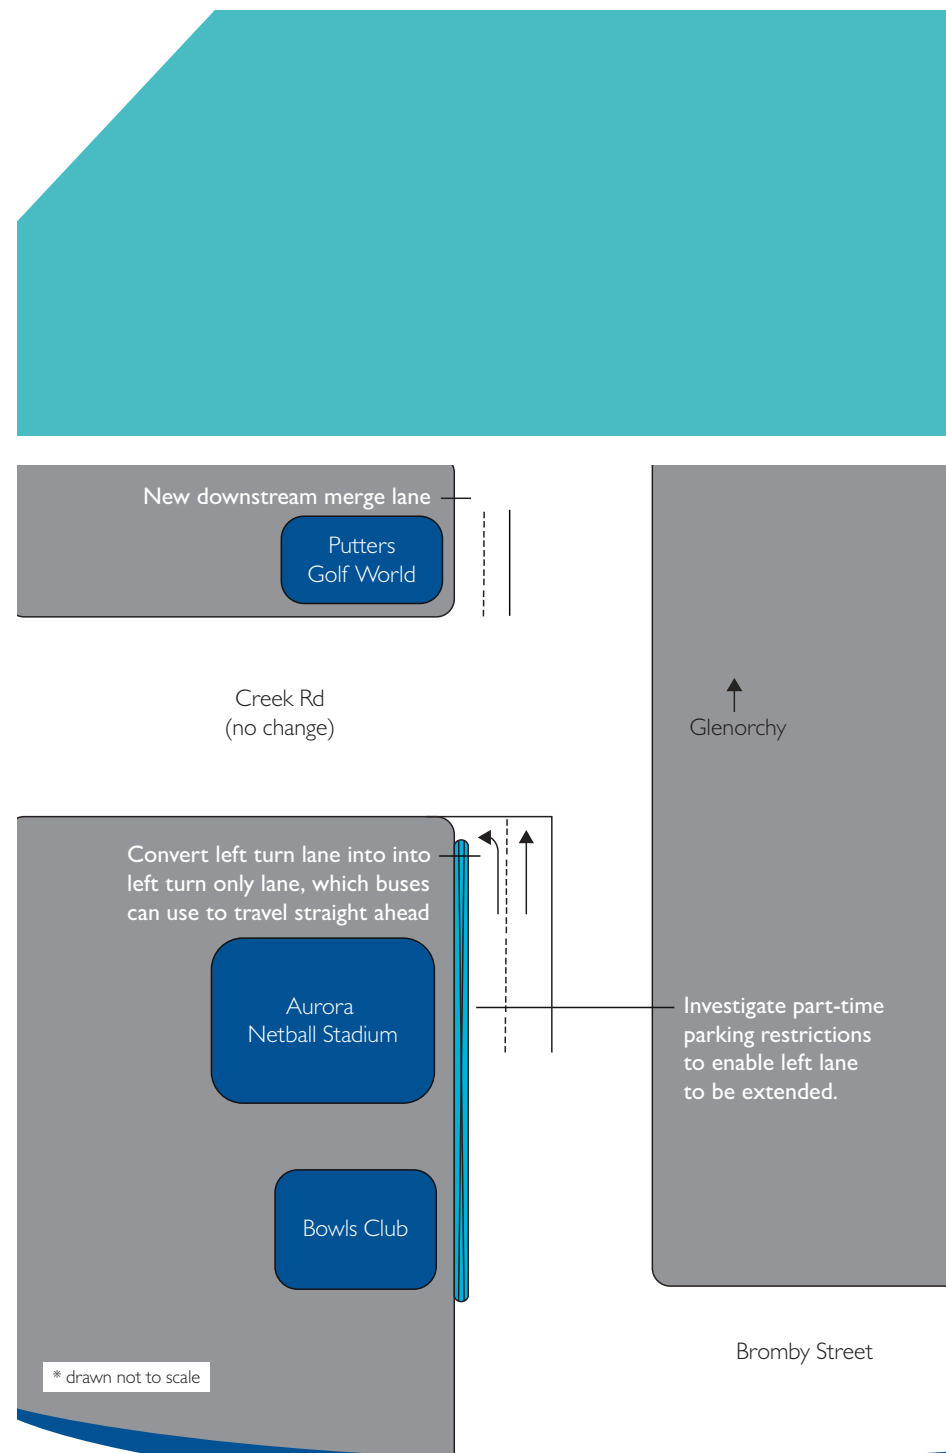 New downstream merge lane
Putters
Golf World
Creek Rd
(no change)
Glenorchy
Convert left turn lane into into
left turn only lane, which buses
can use to travel straight ahead
Aurora
Netball Stadium
Investigate part-time
parking restrictions
to enable left lane
to be extended.
Bowls Club
Bromby Street
* drawn not to scale